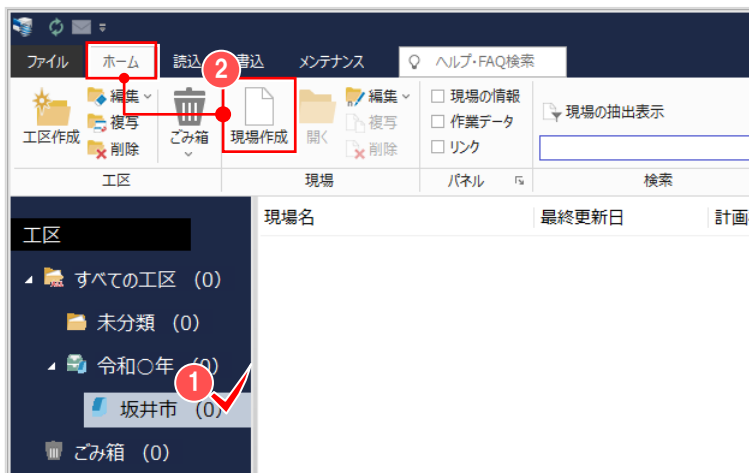 ファイル ホーム 読込 書込 メンテナンス ヘルプ・FAQ検索
2
工区作成 編集 複写 削除 ごみ箱 現場作成 開く 編集 複写 削除 現場の情報 作業データ リンク 現場の抽出表示
工区 現場 パネル 検索
工区 現場名 最終更新日 計画
すべての工区 (0)
未分類 (0)
令和○年 (0)
1
坂井市 (0)
ごみ箱 (0)